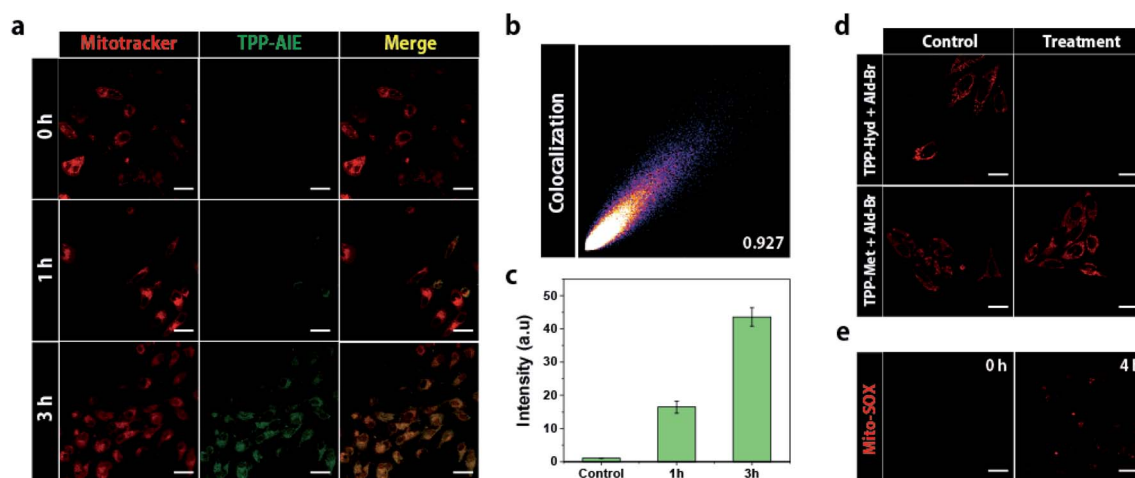 a
Mitotracker
TPP-AIE
Merge
0 h
1 h
3 h
b
Colocalization
0.927
c
Intensity (a.u)
50
40
30
20
10
0
Control
1h
3h
d
Control
Treatment
TPP-Hyd + Ald-Br
TPP-Met + Ald-Br
e
Mito-SOX
0 h
4 h